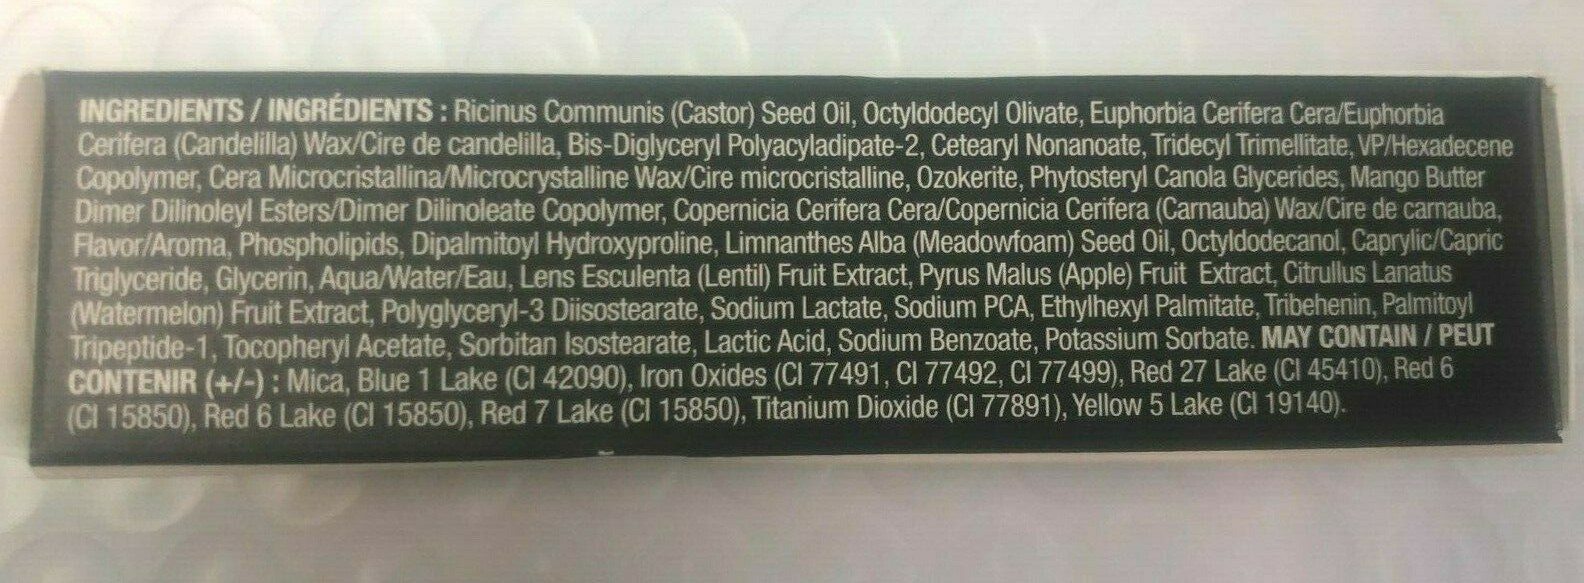 INGREDIENTS / INGRÉDIENTS : Ricinus Communis (Castor) Seed Oil, Octyldodecyl Olivate, Euphorbia Cerifera Cera/Euphorbia
Cerifera (Candelilla) Wax/Cire de candelilla, Bis-Diglyceryl Polyacyladipate-2, Cetearyl Nonanoate, Tridecyl Trimellitate, VP/Hexadecene
Copolymer, Cera Microcristallina/Microcrystalline Wax/Cire microcristalline, Ozokerite, Phytosteryl Canola Glycerides, Mango Butter
Dimer Dilinoleyl Esters/Dimer Dilinoleate Copolymer, Copernicia Cerifera Cera/Copernicia Cerifera (Carnauba) Wax/Cire de carnauba,
Flavor/Aroma, Phospholipids, Dipalmitoyl Hydroxyproline, Limnanthes Alba (Meadowfoam) Seed Oil, Octyldodecanol, Caprylic/Capric
Triglyceride, Glycerin, Aqua/Water/Eau, Lens Esculenta (Lentil) Fruit Extract, Pyrus Malus (Apple) Fruit Extract, Citrullus Lanatus
(Watermelon) Fruit Extract, Polyglyceryl-3 Diisostearate, Sodium Lactate, Sodium PCA, Ethylhexyl Palmitate, Tribehenin, Palmitoyl
Tripeptide-1, Tocopheryl Acetate, Sorbitan Isostearate, Lactic Acid, Sodium Benzoate, Potassium Sorbate. MAY CONTAIN / PEUT
CONTENIR (+/-) : Mica, Blue 1 Lake (CI 42090), Iron Oxides (CI 77491, CI 77492, CI 77499), Red 27 Lake (CI 45410), Red 6
(CI 15850), Red 6 Lake (CI 15850), Red 7 Lake (CI 15850), Titanium Dioxide (CI 77891), Yellow 5 Lake (CI 19140).